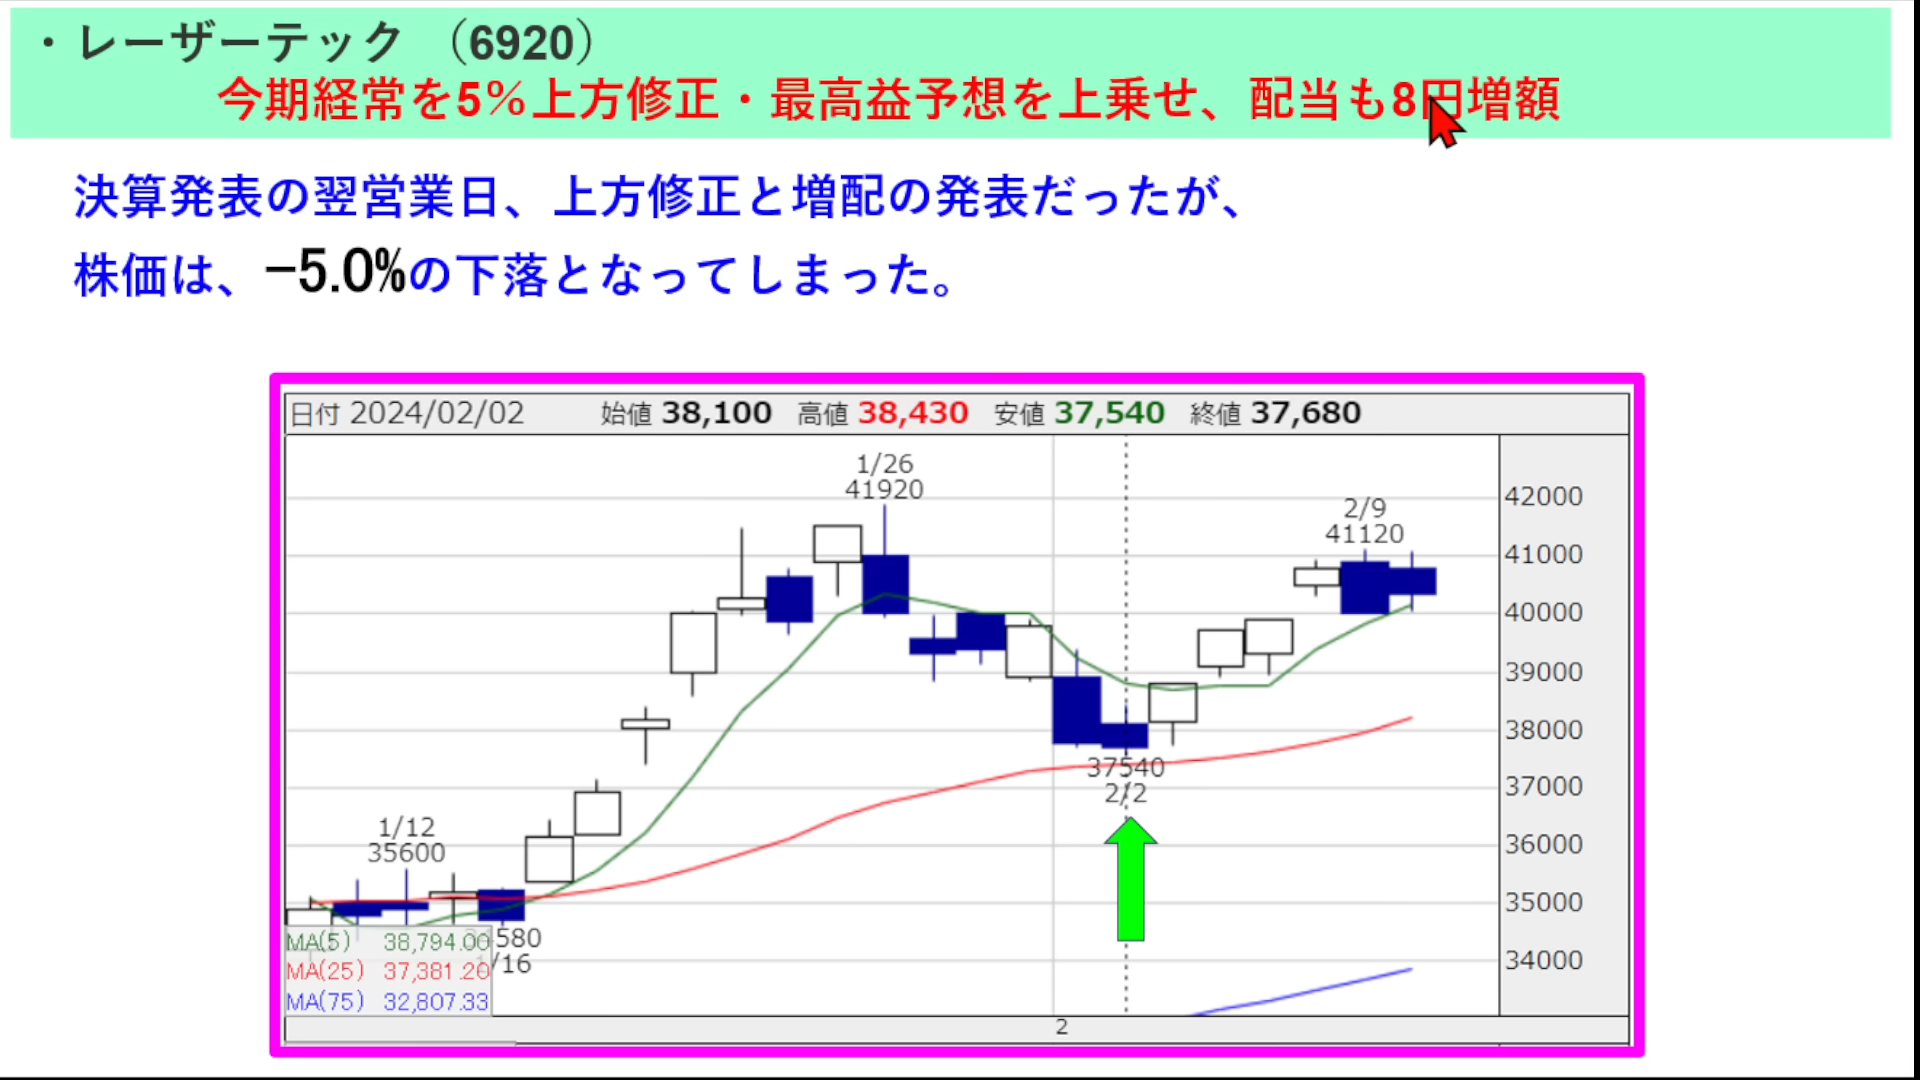 ・レーザーテック （6920）
今期経常を5％上方修正・最高益予想を上乗せ、配当も8円増額
決算発表の翌営業日、上方修正と増配の発表だったが、
株価は、−5.0%の下落となってしまった。
日付 2024/02/02 始値 38,100 高値 38,430 安値 37,540 終値 37,680
1/26
41920
2/9
41120
42000
41000
40000
39000
38000
37000
36000
35000
34000
37540
2/2
1/12
35600
580
/16
MA(5) 38,794.00
MA(25) 37,381.20
MA(75) 32,807.33
2